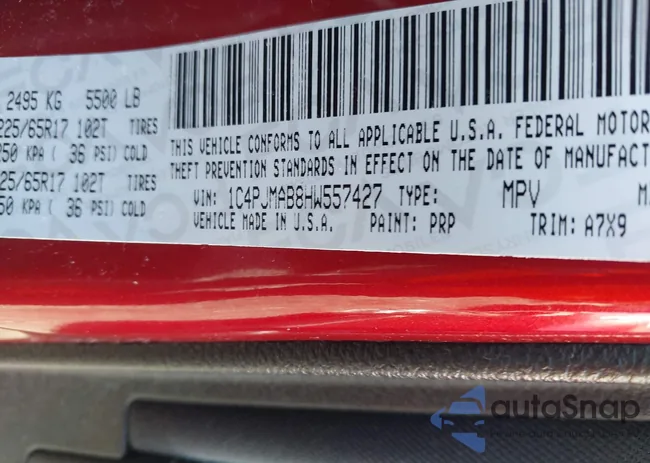 2495 KG 5500 LB
225/65R17 102T TIRES
250 KPA ( 36 PSI) COLD
225/65R17 102T TIRES
250 KPA ( 36 PSI) COLD
THIS VEHICLE CONFORMS TO ALL APPLICABLE U.S.A. FEDERAL MOTOR
THEFT PREVENTION STANDARDS IN EFFECT ON THE DATE OF MANUFACT
VIN: 1C4PJMAB8HW557427 TYPE: MPV
VEHICLE MADE IN U.S.A. PAINT: PRP TRIM: A7X9
autoSnap